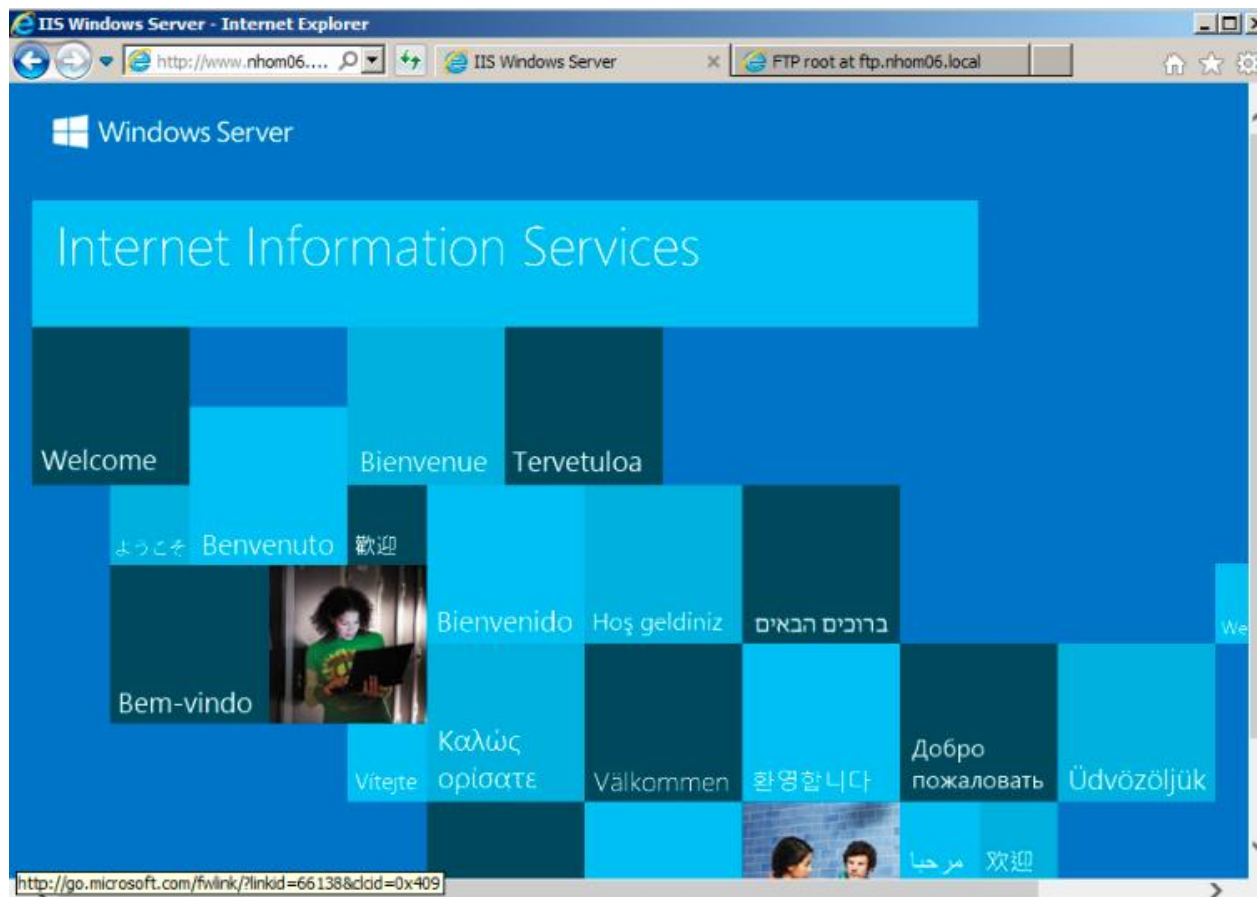 IIS Windows Server - Internet Explorer
http://www.nhom06....
IIS Windows Server
FTP root at ftp.nhom06.local
Windows Server
Internet Information Services
Welcome
Bienvenue
Tervetuloa
ようこそ
Benvenuto
歡迎
Bienvenido
Hoş geldiniz
ברוכים הבאים
We
Bem-vindo
Vítejte
Καλώς
ορίσατε
Välkommen
환영합니다
Добро
пожаловать
Üdvözöljük
مرحبا
欢迎
http://go.microsoft.com/fwlink/?linkid=66138&clcid=0x409